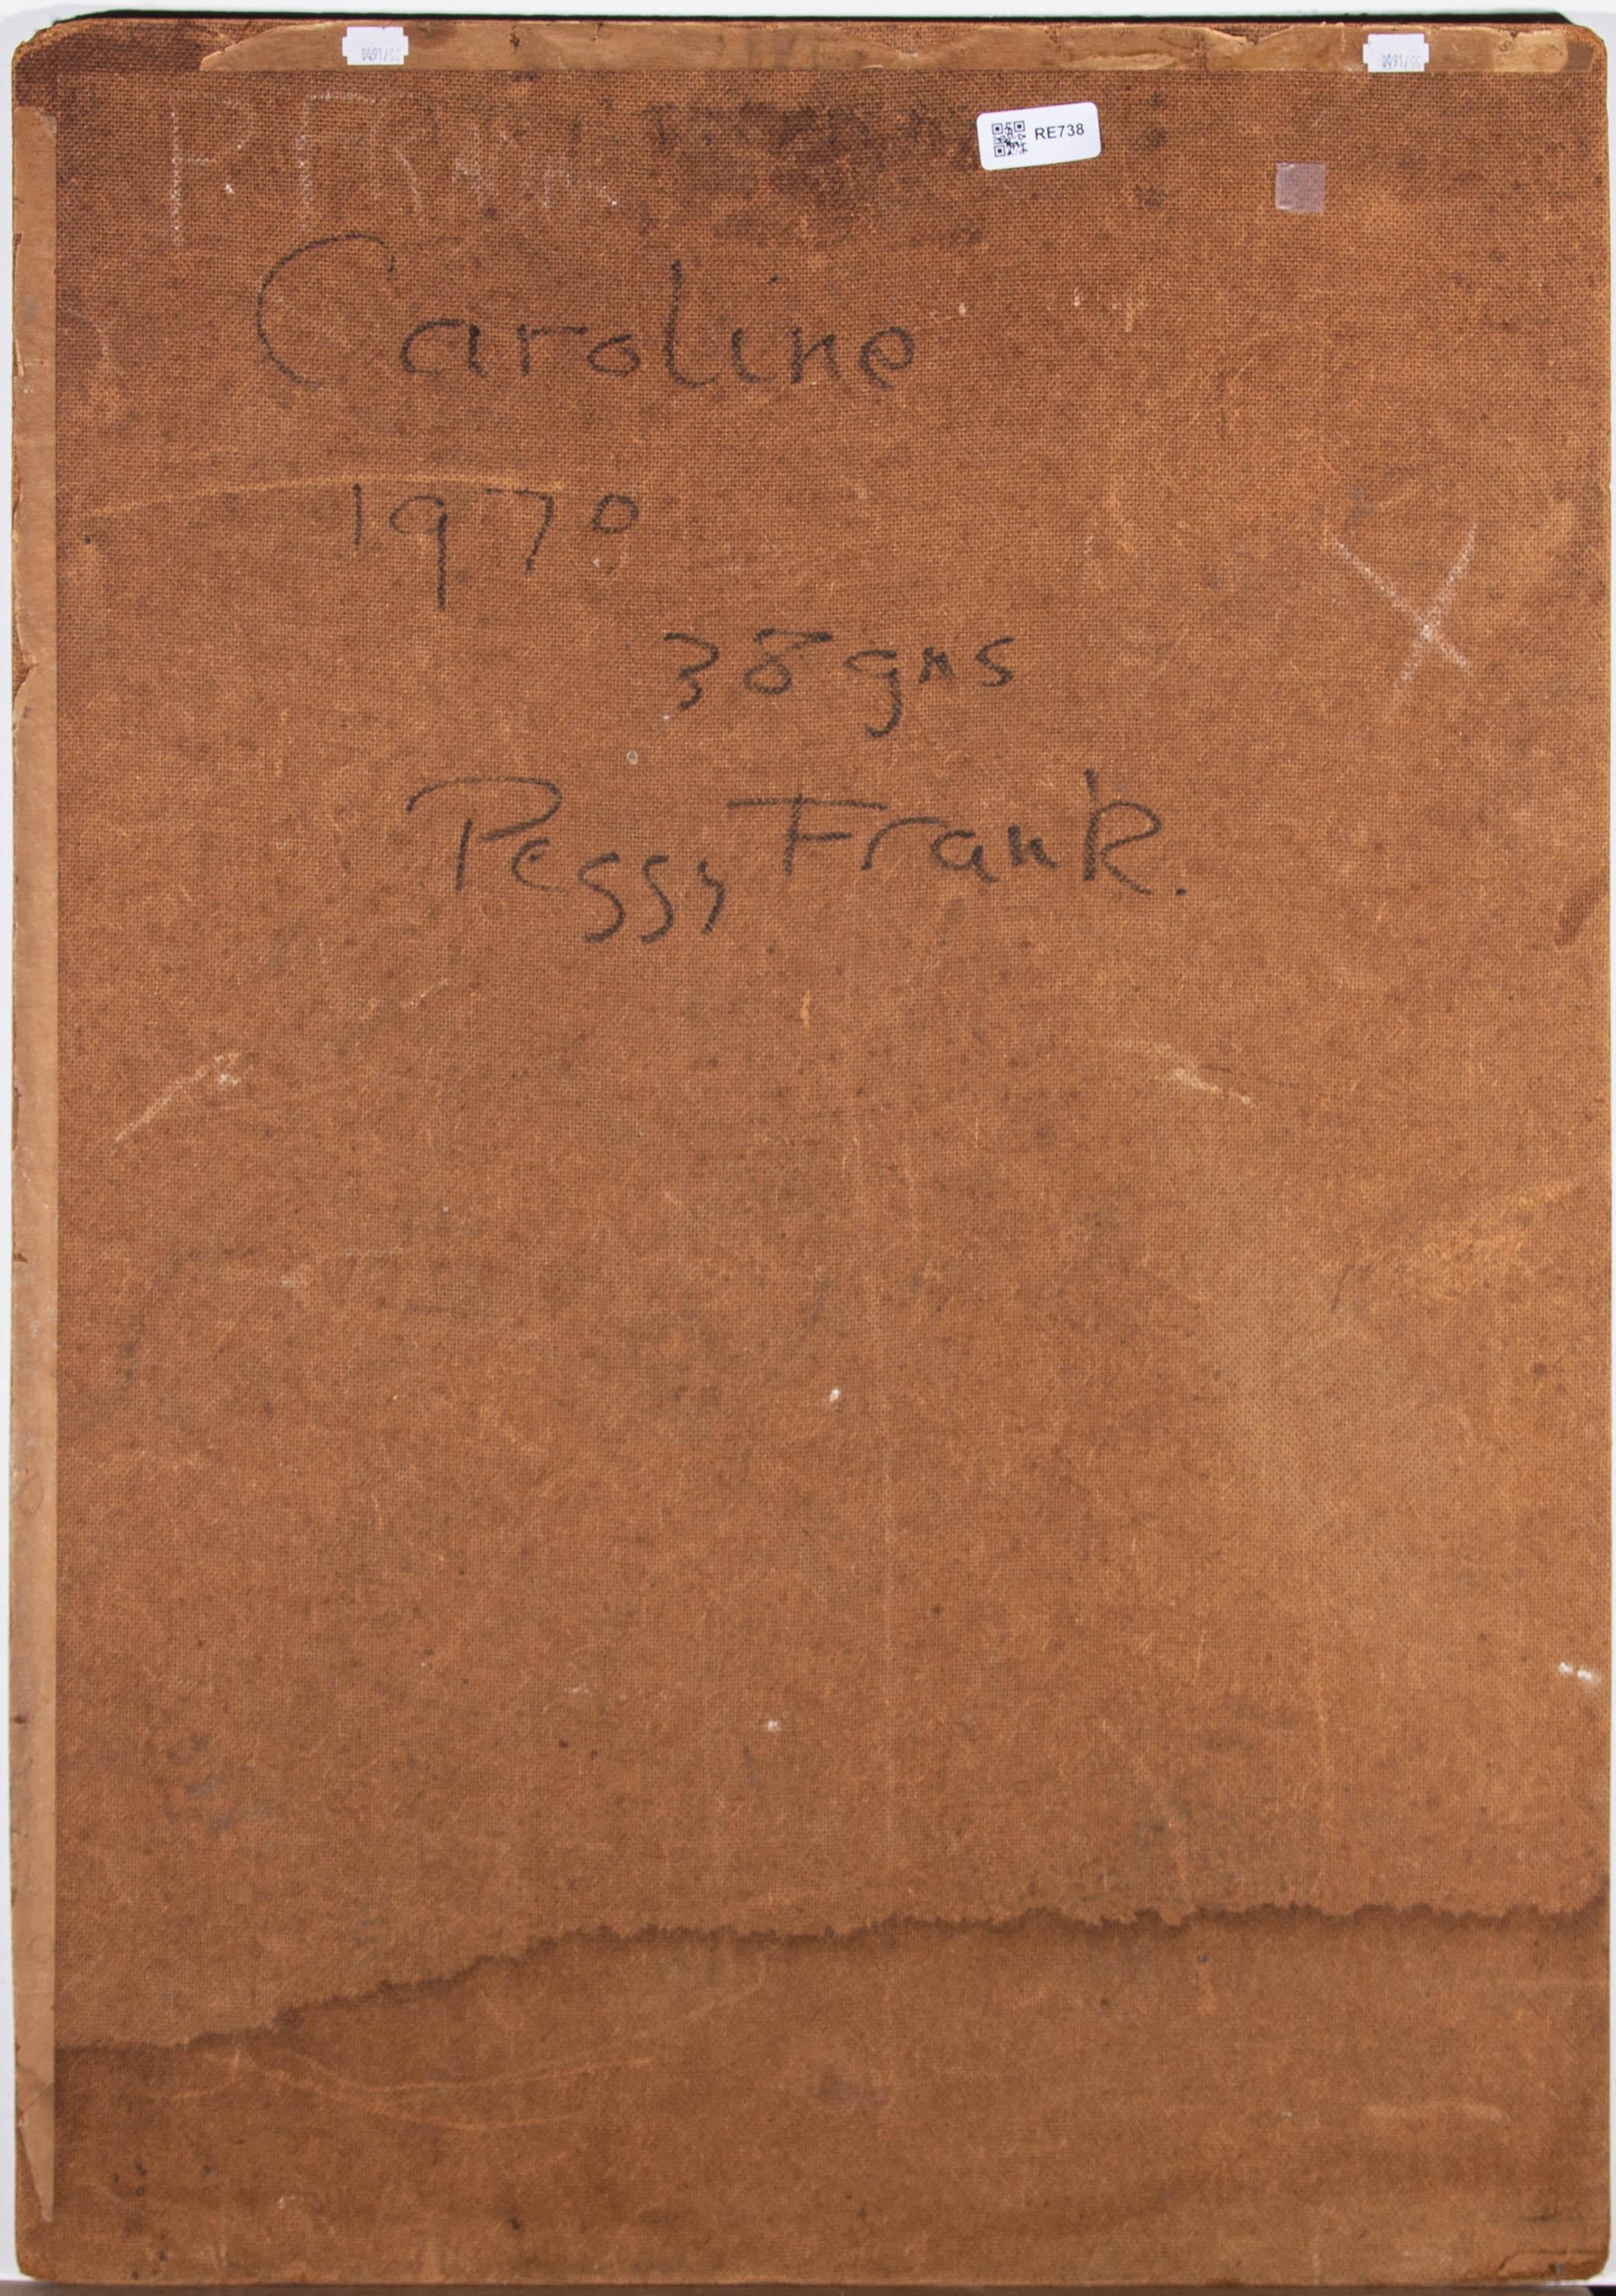 RE738
Caroline
1970
38 gns
Peggy Frank.